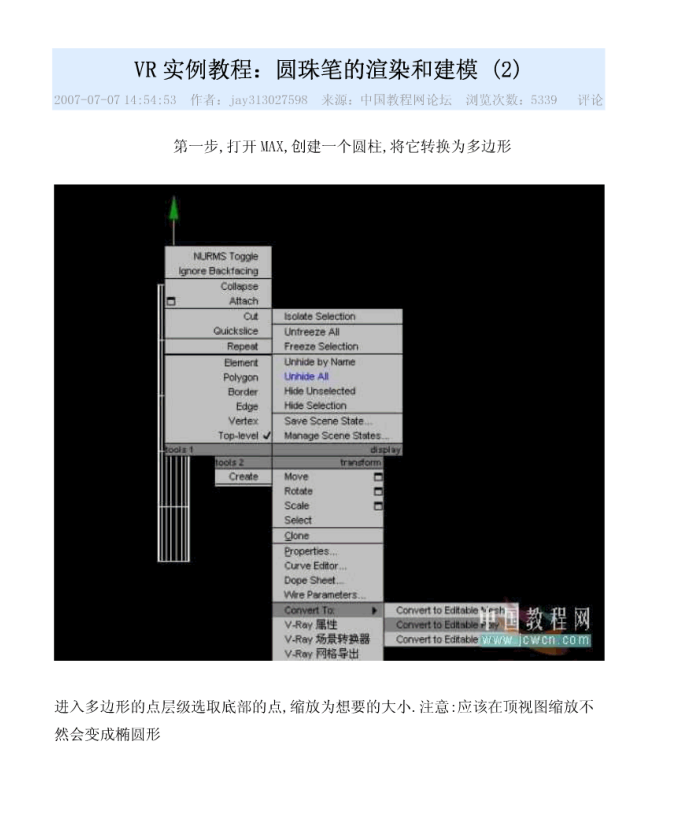 VR 实例教程：圆珠笔的渲染和建模 (2)
2007-07-07 14:54:53 作者：jay313027598 来源：中国教程网论坛 浏览次数：5339 评论
第一步,打开 MAX,创建一个圆柱,将它转换为多边形
NURMS Toggle
Ignore Backfacing
Collapse
Attach
Cut
Quickslice
Repeat
Element
Polygon
Border
Edge
Vertex
Top-level
tools 1
Isolate Selection
Unfreeze All
Freeze Selection
Unhide by Name
Unhide All
Hide Unselected
Hide Selection
Save Scene State...
Manage Scene States...
display
tools 2
Create
transform
Move
Rotate
Scale
Select
Clone
Properties...
Curve Editor...
Dope Sheet...
Wire Parameters...
Convert To:
V-Ray 属性
V-Ray 场景转换器
V-Ray 网格导出
Convert to Editable Mesh
Convert to Editable Poly
Convert to Editable
中国教程网
www.jcwcn.com
进入多边形的点层级选取底部的点,缩放为想要的大小.注意:应该在顶视图缩放不
然会变成椭圆形